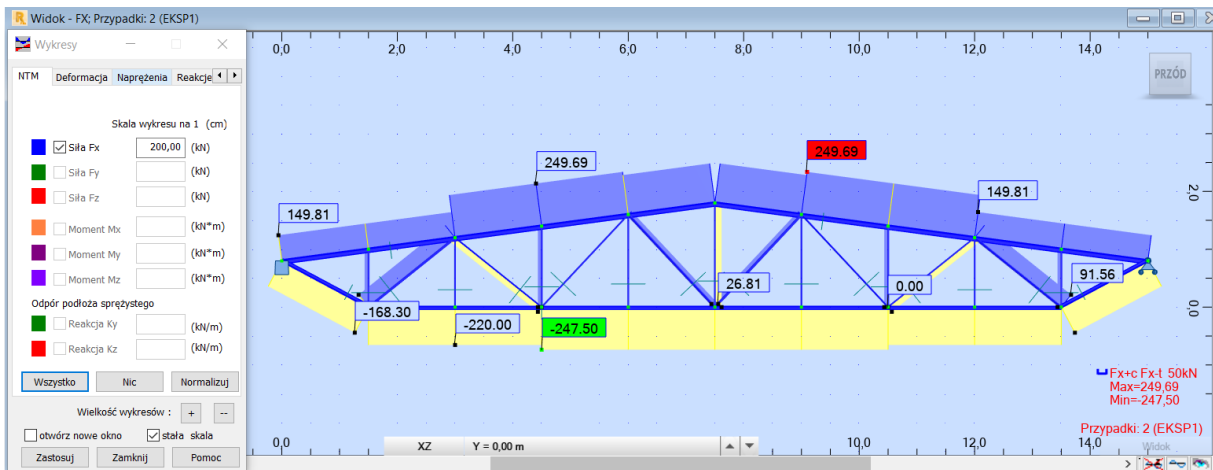 Widok - FX; Przypadki: 2 (EKSP1)
Wykresy
NTM Deformacja Naprężenia Reakcje
Skala wykresu na 1 (cm)
Siła Fx 200,00 (kN)
Siła Fy (kN)
Siła Fz (kN)
Moment Mx (kN*m)
Moment My (kN*m)
Moment Mz (kN*m)
Odpór podłoża sprężystego
Reakcja Ky (kN/m)
Reakcja Kz (kN/m)
Wszystko Nic Normalizuj
Wielkość wykresów : + --
otwórz nowe okno stała skala
Zastosuj Zamknij Pomoc
0,0 2,0 4,0 6,0 8,0 10,0 12,0 14,0
PRZÓD
249.69
249.69
149.81
149.81
2,0
91.56
26.81
0.00
-168.30
-220.00
-247.50
0,0
Fx+c Fx-t 50kN
Max=249,69
Min=-247,50
Przypadki: 2 (EKSP1)
0,0 XZ Y = 0,00 m 10,0 12,0 14,0
Widok